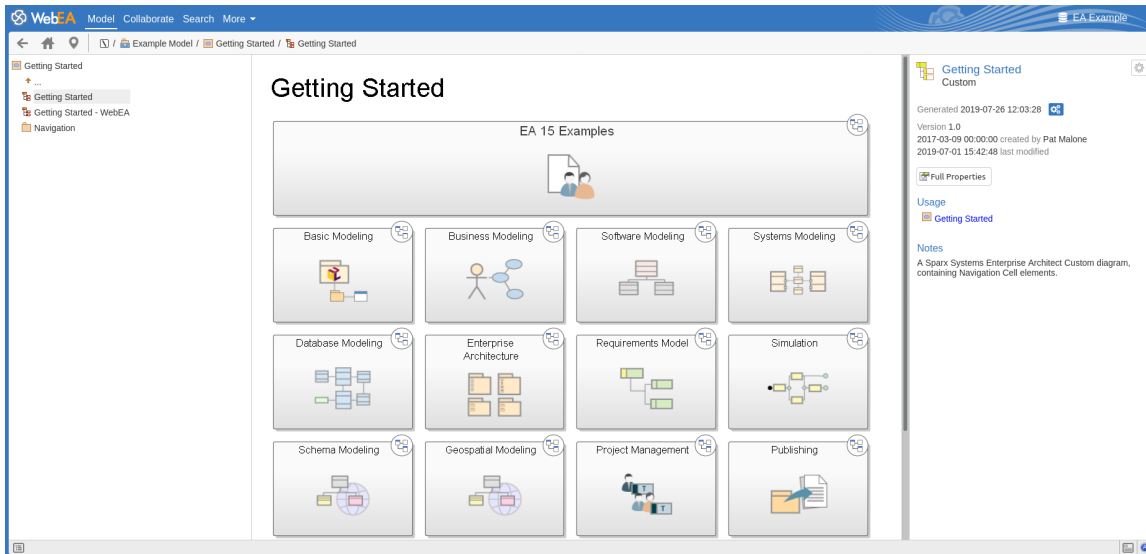 WebEA Model Collaborate Search More EA Example
/ Example Model / Getting Started / Getting Started
Getting Started
...
Getting Started
Getting Started - WebEA
Navigation
Getting Started
EA 15 Examples
Basic Modeling Business Modeling Software Modeling Systems Modeling
Database Modeling Enterprise Architecture Requirements Model Simulation
Schema Modeling Geospatial Modeling Project Management Publishing
T
T
Getting Started
Custom
Generated 2019-07-26 12:03:28
Version 1.0
2017-03-09 00:00:00 created by Pat Malone
2019-07-01 15:42:48 last modified
Full Properties
Usage
Getting Started
Notes
A Sparx Systems Enterprise Architect Custom diagram,
containing Navigation Cell elements.